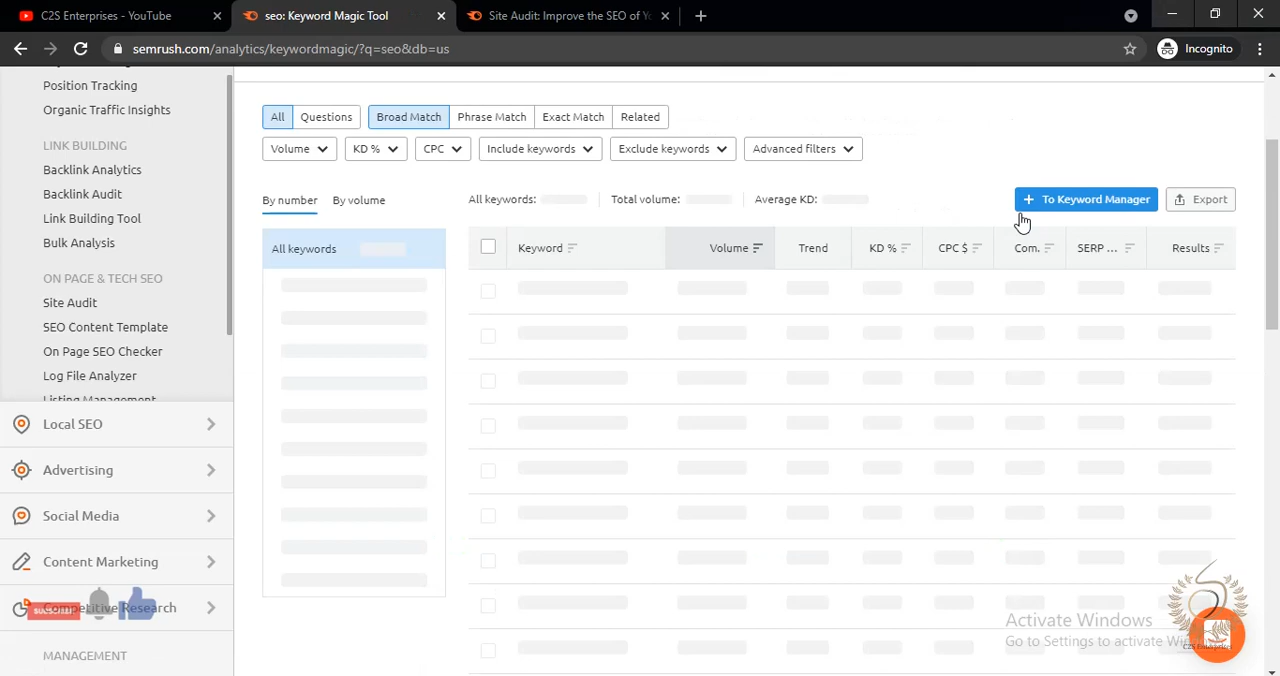 C2S Enterprises - YouTube
seo: Keyword Magic Tool
Site Audit: Improve the SEO of Yo
semrush.com/analytics/keywordmagic/?q=seo&db=us
Incognito
Position Tracking
Organic Traffic Insights
LINK BUILDING
Backlink Analytics
Backlink Audit
Link Building Tool
Bulk Analysis
ON PAGE & TECH SEO
Site Audit
SEO Content Template
On Page SEO Checker
Log File Analyzer
Listing Management
Local SEO
Advertising
Social Media
Content Marketing
Competitive Research
SUBSCRIBE
MANAGEMENT
All Questions Broad Match Phrase Match Exact Match Related
Volume KD % CPC Include keywords Exclude keywords Advanced filters
By number By volume
All keywords
All keywords: Total volume: Average KD:
+ To Keyword Manager Export
Keyword Volume Trend KD % CPC $ Com. SERP ... Results
Activate Windows
Go to Settings to activate Windows.
C2S Enterprises